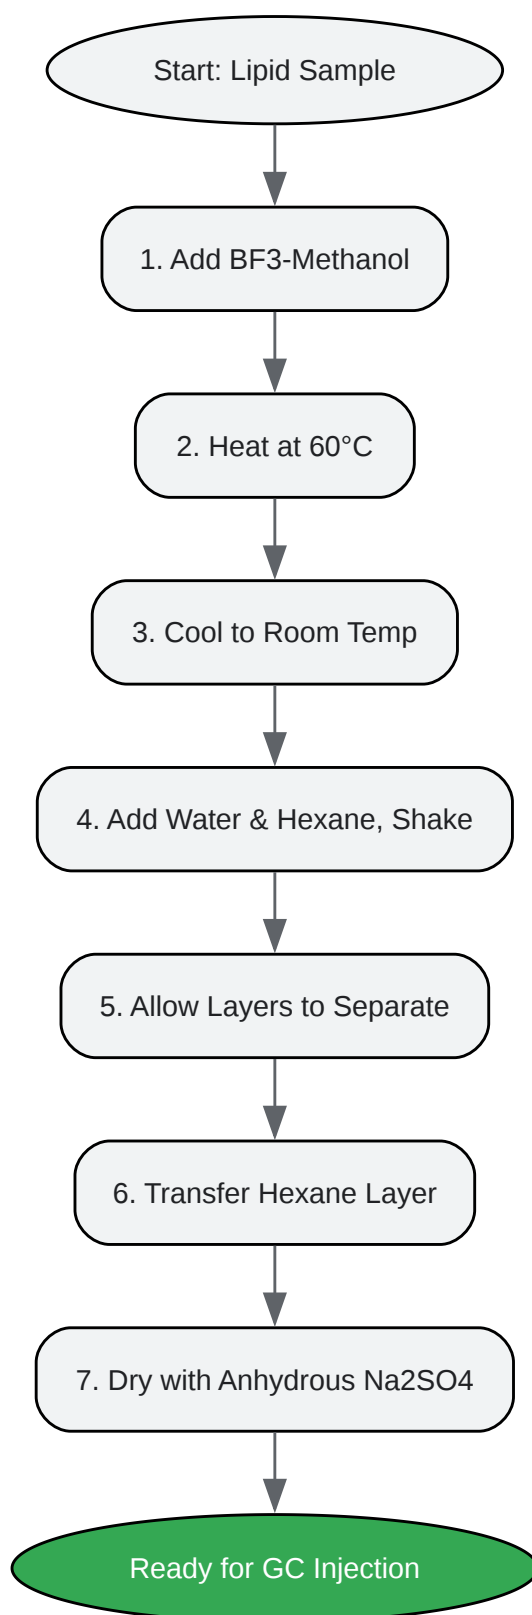 Start: Lipid Sample
1. Add BF3-Methanol
2. Heat at 60°C
3. Cool to Room Temp
4. Add Water & Hexane, Shake
5. Allow Layers to Separate
6. Transfer Hexane Layer
7. Dry with Anhydrous Na2SO4
Ready for GC Injection